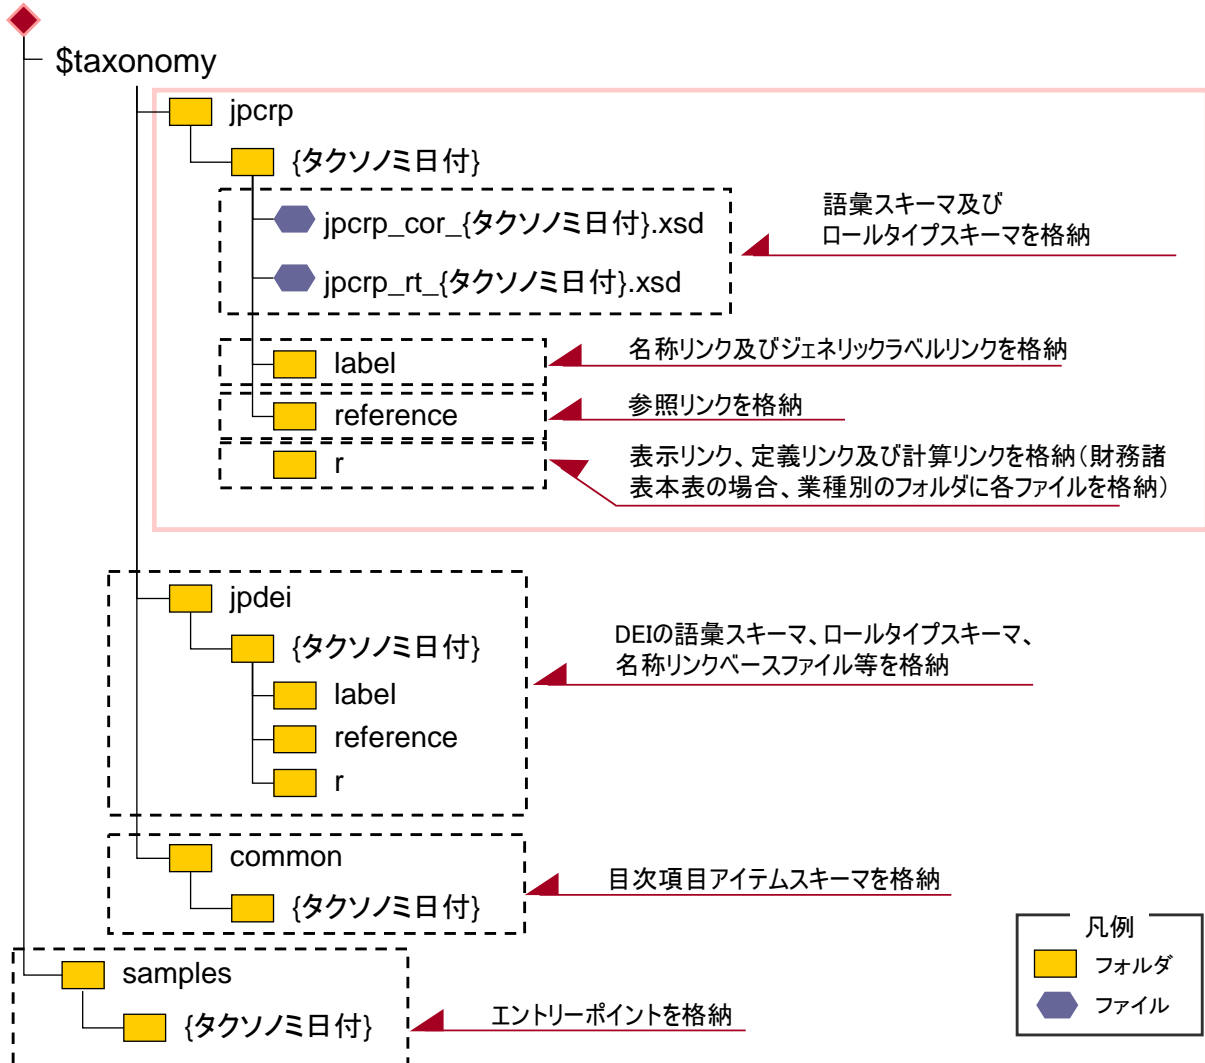 $taxonomy
jpcrp
{タクソノミ日付}
jpcrp_cor_{タクソノミ日付}.xsd
jpcrp_rt_{タクソノミ日付}.xsd
語彙スキーマ及び
ロールタイプスキーマを格納
label
名称リンク及びジェネリックラベルリンクを格納
reference
参照リンクを格納
r
表示リンク、定義リンク及び計算リンクを格納(財務諸
表本表の場合、業種別のフォルダに各ファイルを格納)
jpdei
{タクソノミ日付}
label
reference
r
DEIの語彙スキーマ、ロールタイプスキーマ、
名称リンクベースファイル等を格納
common
{タクソノミ日付}
目次項目アイテムスキーマを格納
samples
{タクソノミ日付}
エントリーポイントを格納
凡例
フォルダ
ファイル